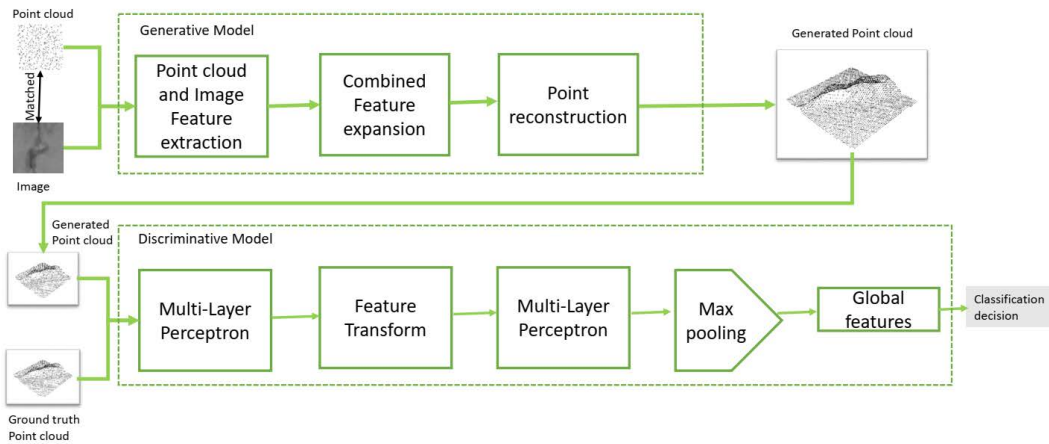 Point cloud
Generative Model
Generated Point cloud
Matched
Point cloud
and Image
Feature
extraction
Combined
Feature
expansion
Point
reconstruction
Image
Generated
Point cloud
Discriminative Model
Multi-Layer
Perceptron
Feature
Transform
Multi-Layer
Perceptron
Max
pooling
Global
features
Classification
decision
Ground truth
Point cloud